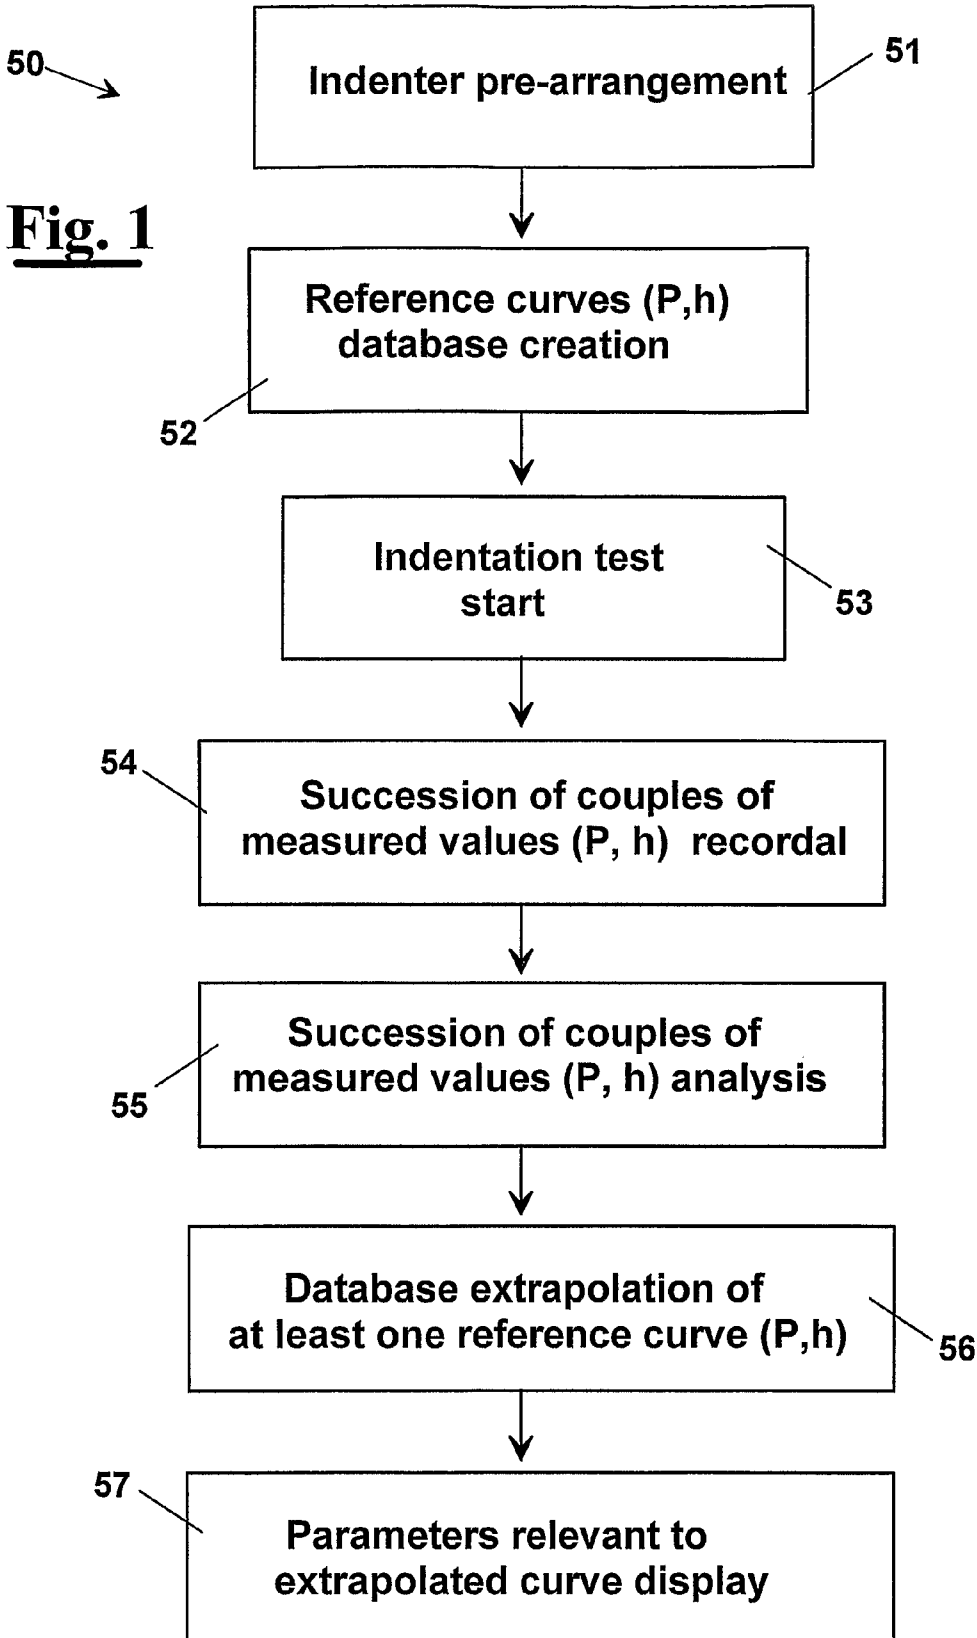 50
Indenter pre-arrangement
51
Fig. 1
Reference curves (P,h)
database creation
52
Indentation test
start
53
54
Succession of couples of
measured values (P, h) recordal
Succession of couples of
measured values (P, h) analysis
55
Database extrapolation of
at least one reference curve (P,h)
56
57
Parameters relevant to
extrapolated curve display